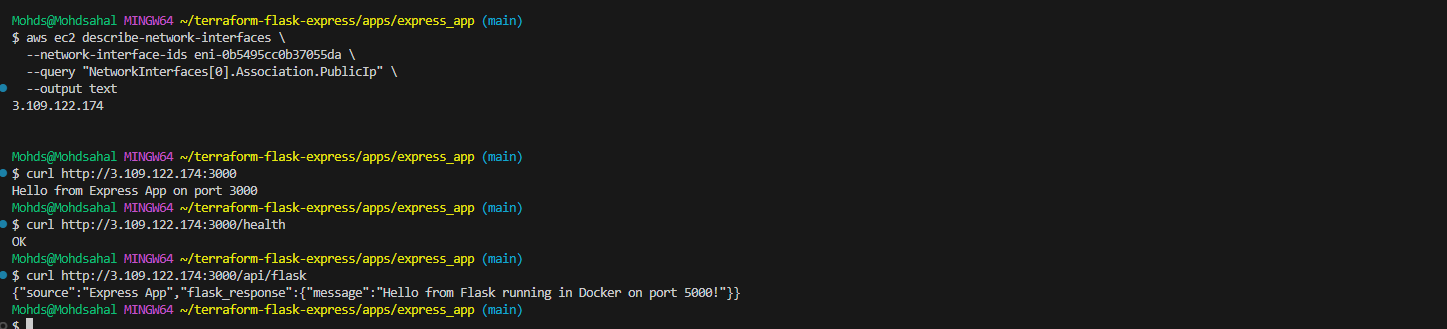 Mohds@Mohdsahal MINGW64 ~/terraform-flask-express/apps/express_app (main)
$ aws ec2 describe-network-interfaces \
  --network-interface-ids eni-0b5495cc0b37055da \
  --query "NetworkInterfaces[0].Association.PublicIp" \
  --output text
3.109.122.174
Mohds@Mohdsahal MINGW64 ~/terraform-flask-express/apps/express_app (main)
$ curl http://3.109.122.174:3000
Hello from Express App on port 3000
Mohds@Mohdsahal MINGW64 ~/terraform-flask-express/apps/express_app (main)
$ curl http://3.109.122.174:3000/health
OK
Mohds@Mohdsahal MINGW64 ~/terraform-flask-express/apps/express_app (main)
$ curl http://3.109.122.174:3000/api/flask
{"source":"Express App","flask_response":{"message":"Hello from Flask running in Docker on port 5000!"}}
Mohds@Mohdsahal MINGW64 ~/terraform-flask-express/apps/express_app (main)
$